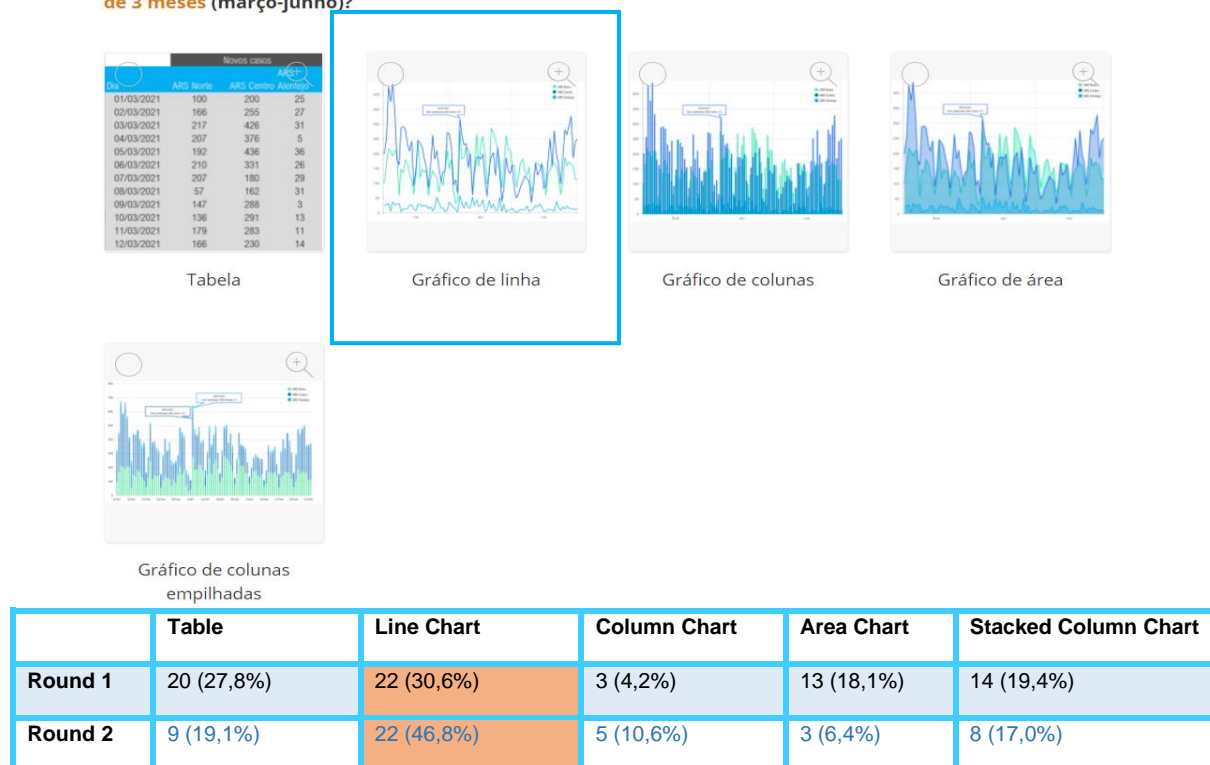 de 3 meses (março-junho)?
Novos casos
ARS
Dia ARS Norte ARS Centro Alentejo
01/03/2021 100 200 25
02/03/2021 166 255 27
03/03/2021 217 426 31
04/03/2021 207 376 5
05/03/2021 192 436 36
06/03/2021 210 331 26
07/03/2021 207 180 29
08/03/2021 57 162 31
09/03/2021 147 288 3
10/03/2021 136 291 13
11/03/2021 179 283 11
12/03/2021 166 230 14
Tabela
Gráfico de linha
Gráfico de colunas
Gráfico de área
Gráfico de colunas
empilhadas
Table Line Chart Column Chart Area Chart Stacked Column Chart
Round 1 20 (27,8%) 22 (30,6%) 3 (4,2%) 13 (18,1%) 14 (19,4%)
Round 2 9 (19,1%) 22 (46,8%) 5 (10,6%) 3 (6,4%) 8 (17,0%)